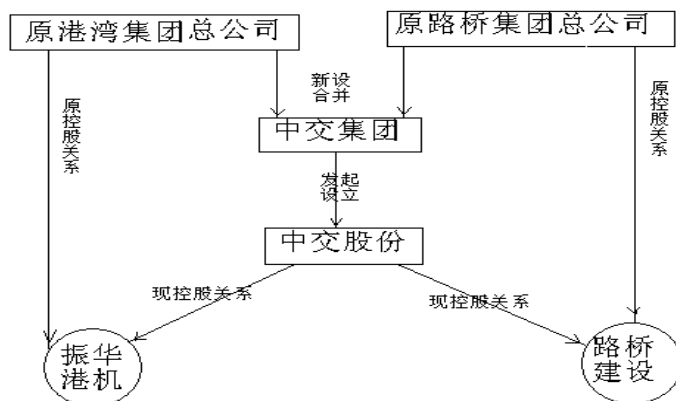 原港湾集团总公司
原路桥集团总公司
新设
合并
原控股关系
原控股关系
中交集团
发起
设立
中交股份
现控股关系
现控股关系
振华
港机
路桥
建设